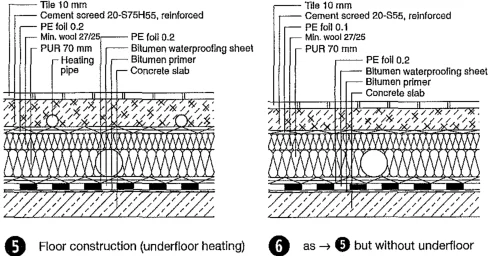 Tile 10 mm
Cement screed 20-S75H55, reinforced
PE foil 0.2
Min. wool 27/25
PE foil 0.2
PUR 70 mm
Bitumen waterproofing sheet
Heating pipe
Bitumen primer
Concrete slab
5 Floor construction (underfloor heating)
Tile 10 mm
Cement screed 20-S55, reinforced
PE foil 0.1
Min. wool 27/25
PUR 70 mm
PE foil 0.2
Bitumen waterproofing sheet
Bitumen primer
Concrete slab
6 as → 5 but without underfloor